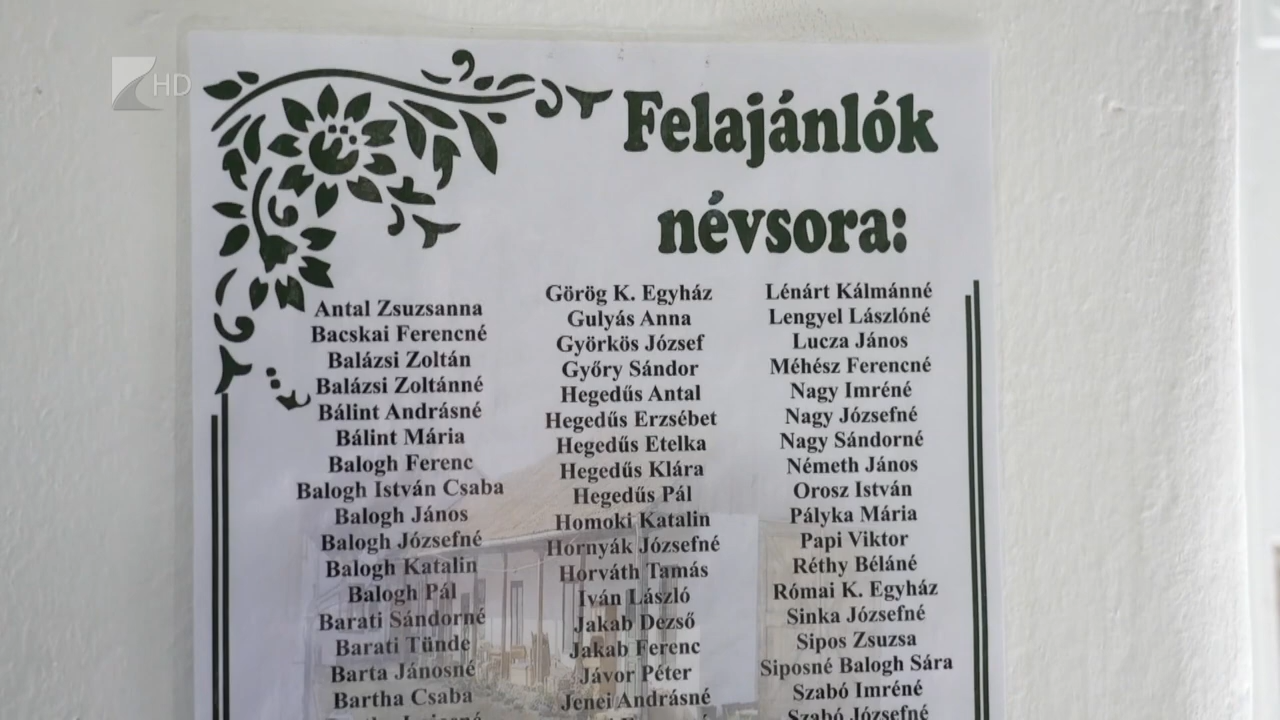 HD
Felajánlók
névsora:
Antal Zsuzsanna
Bacskai Ferencné
Balázsi Zoltán
Balázsi Zoltánné
Bálint Andrásné
Bálint Mária
Balogh Ferenc
Balogh István Csaba
Balogh János
Balogh Józsefné
Balogh Katalin
Balogh Pál
Barati Sándorné
Barati Tünde
Barta Jánosné
Bartha Csaba
Görög K. Egyház
Gulyás Anna
Györkös József
Győry Sándor
Hegedűs Antal
Hegedűs Erzsébet
Hegedűs Etelka
Hegedűs Klára
Hegedűs Pál
Homoki Katalin
Hornyák Józsefné
Horváth Tamás
Iván László
Jakab Dezső
Jakab Ferenc
Jávor Péter
Jenei Andrásné
Lénárt Kálmánné
Lengyel Lászlóné
Lucza János
Méhész Ferencné
Nagy Imréné
Nagy Józsefné
Nagy Sándorné
Németh János
Orosz István
Pályka Mária
Papi Viktor
Réthy Béláné
Római K. Egyház
Sinka Józsefné
Sipos Zsuzsa
Siposné Balogh Sára
Szabó Imréné
Szabó Józsefné